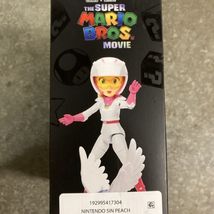 THE SUPER
MARIO
BROS.
MOVIE
192995417304
NINTENDO SIN PEACH